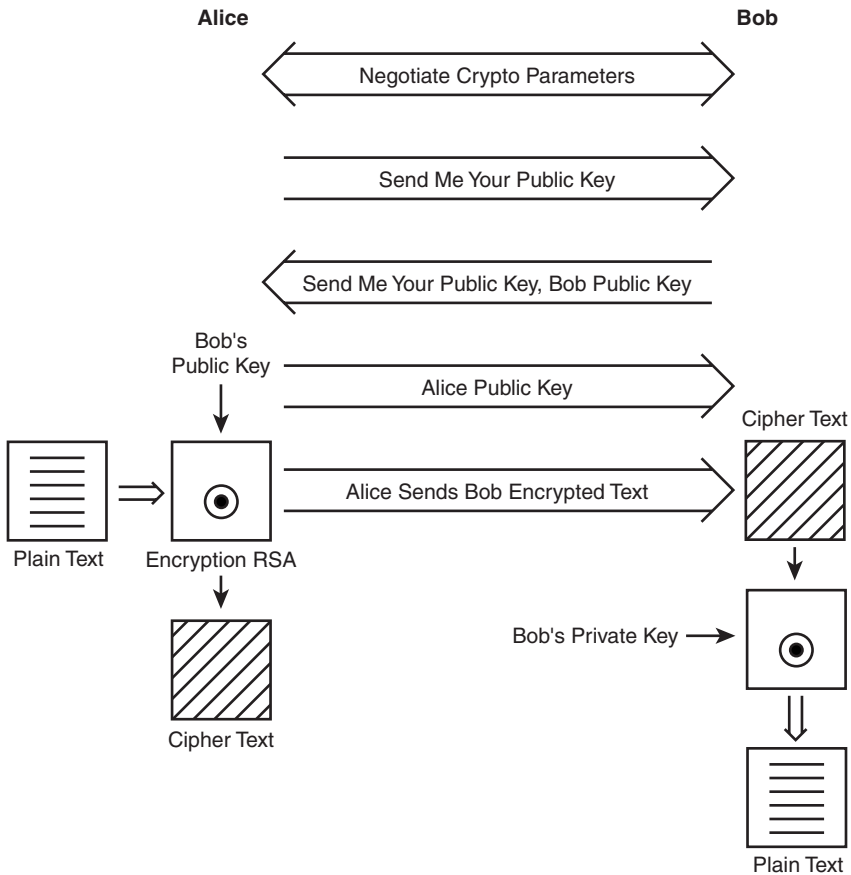 Alice
Bob
Negotiate Crypto Parameters
Send Me Your Public Key
Send Me Your Public Key, Bob Public Key
Bob's
Public Key
Alice Public Key
Cipher Text
Alice Sends Bob Encrypted Text
Plain Text
Encryption RSA
Bob's Private Key
Cipher Text
Plain Text